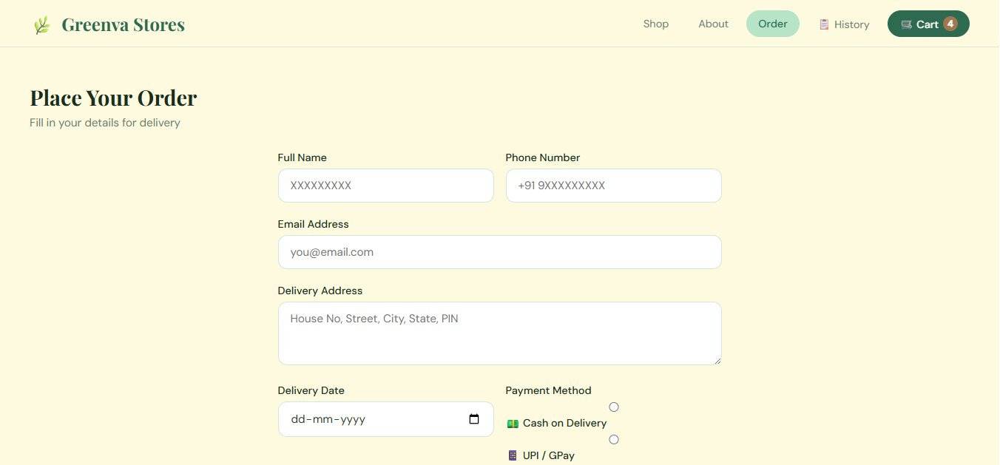 Greenva Stores
Shop About Order History Cart 4
Place Your Order
Fill in your details for delivery
Full Name Phone Number
XXXXXXXXX +91 9XXXXXXXXX
Email Address
you@email.com
Delivery Address
House No, Street, City, State, PIN
Delivery Date Payment Method
dd-mm-yyyy
Cash on Delivery
UPI / GPay